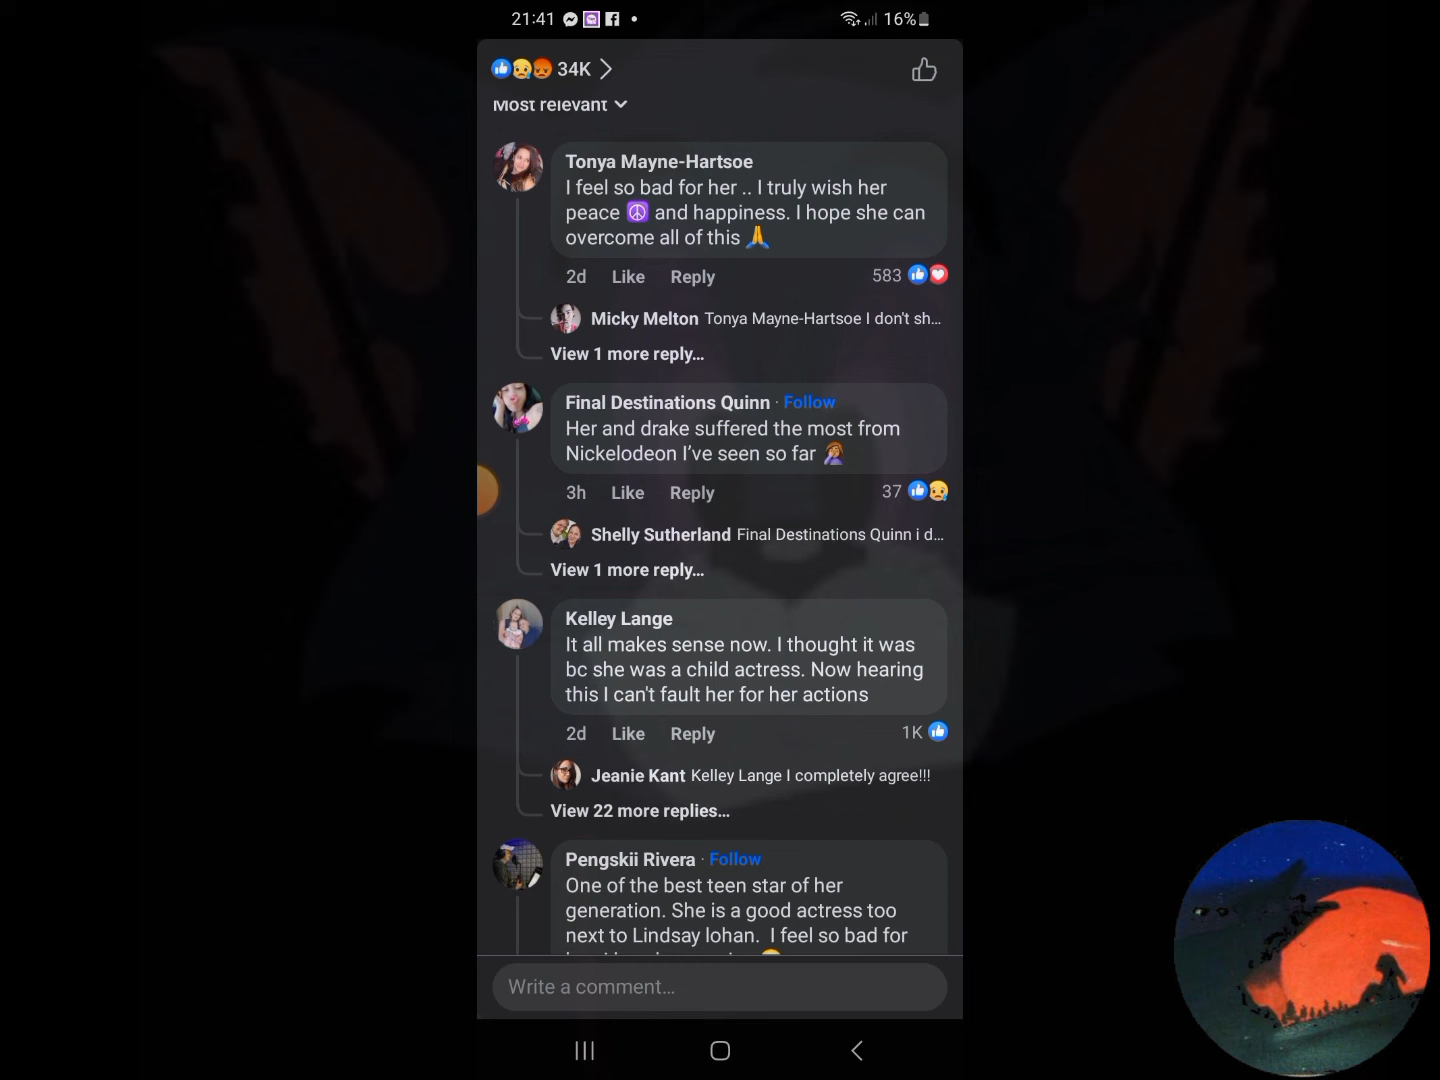 21:41
16%
34K
Most relevant
Tonya Mayne-Hartsoe
I feel so bad for her .. I truly wish her
peace ☮️ and happiness. I hope she can
overcome all of this 🙏
2d Like Reply 583
Micky Melton Tonya Mayne-Hartsoe I don't sh...
View 1 more reply...
Final Destinations Quinn · Follow
Her and drake suffered the most from
Nickelodeon I've seen so far 🤦🏾‍♀️
3h Like Reply 37
Shelly Sutherland Final Destinations Quinn i d...
View 1 more reply...
Kelley Lange
It all makes sense now. I thought it was
bc she was a child actress. Now hearing
this I can't fault her for her actions
2d Like Reply 1K
Jeanie Kant Kelley Lange I completely agree!!!
View 22 more replies...
Pengskii Rivera · Follow
One of the best teen star of her
generation. She is a good actress too
next to Lindsay lohan. I feel so bad for
Write a comment...